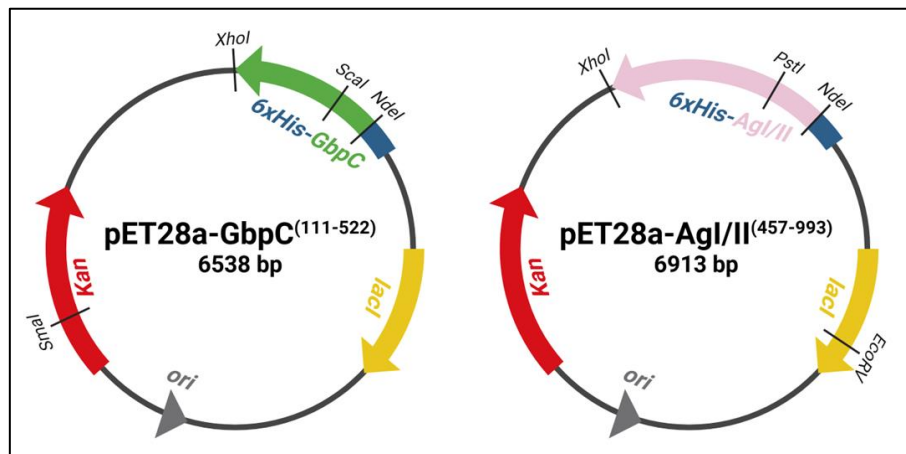 XhoI
ScaI
NdeI
6xHis-GbpC
pET28a-GbpC(111-522)
6538 bp
Kan
SmaI
lacI
ori
XhoI
PstI
NdeI
6xHis-AgI/II
pET28a-AgI/II(457-993)
6913 bp
Kan
lacI
EcoRV
ori